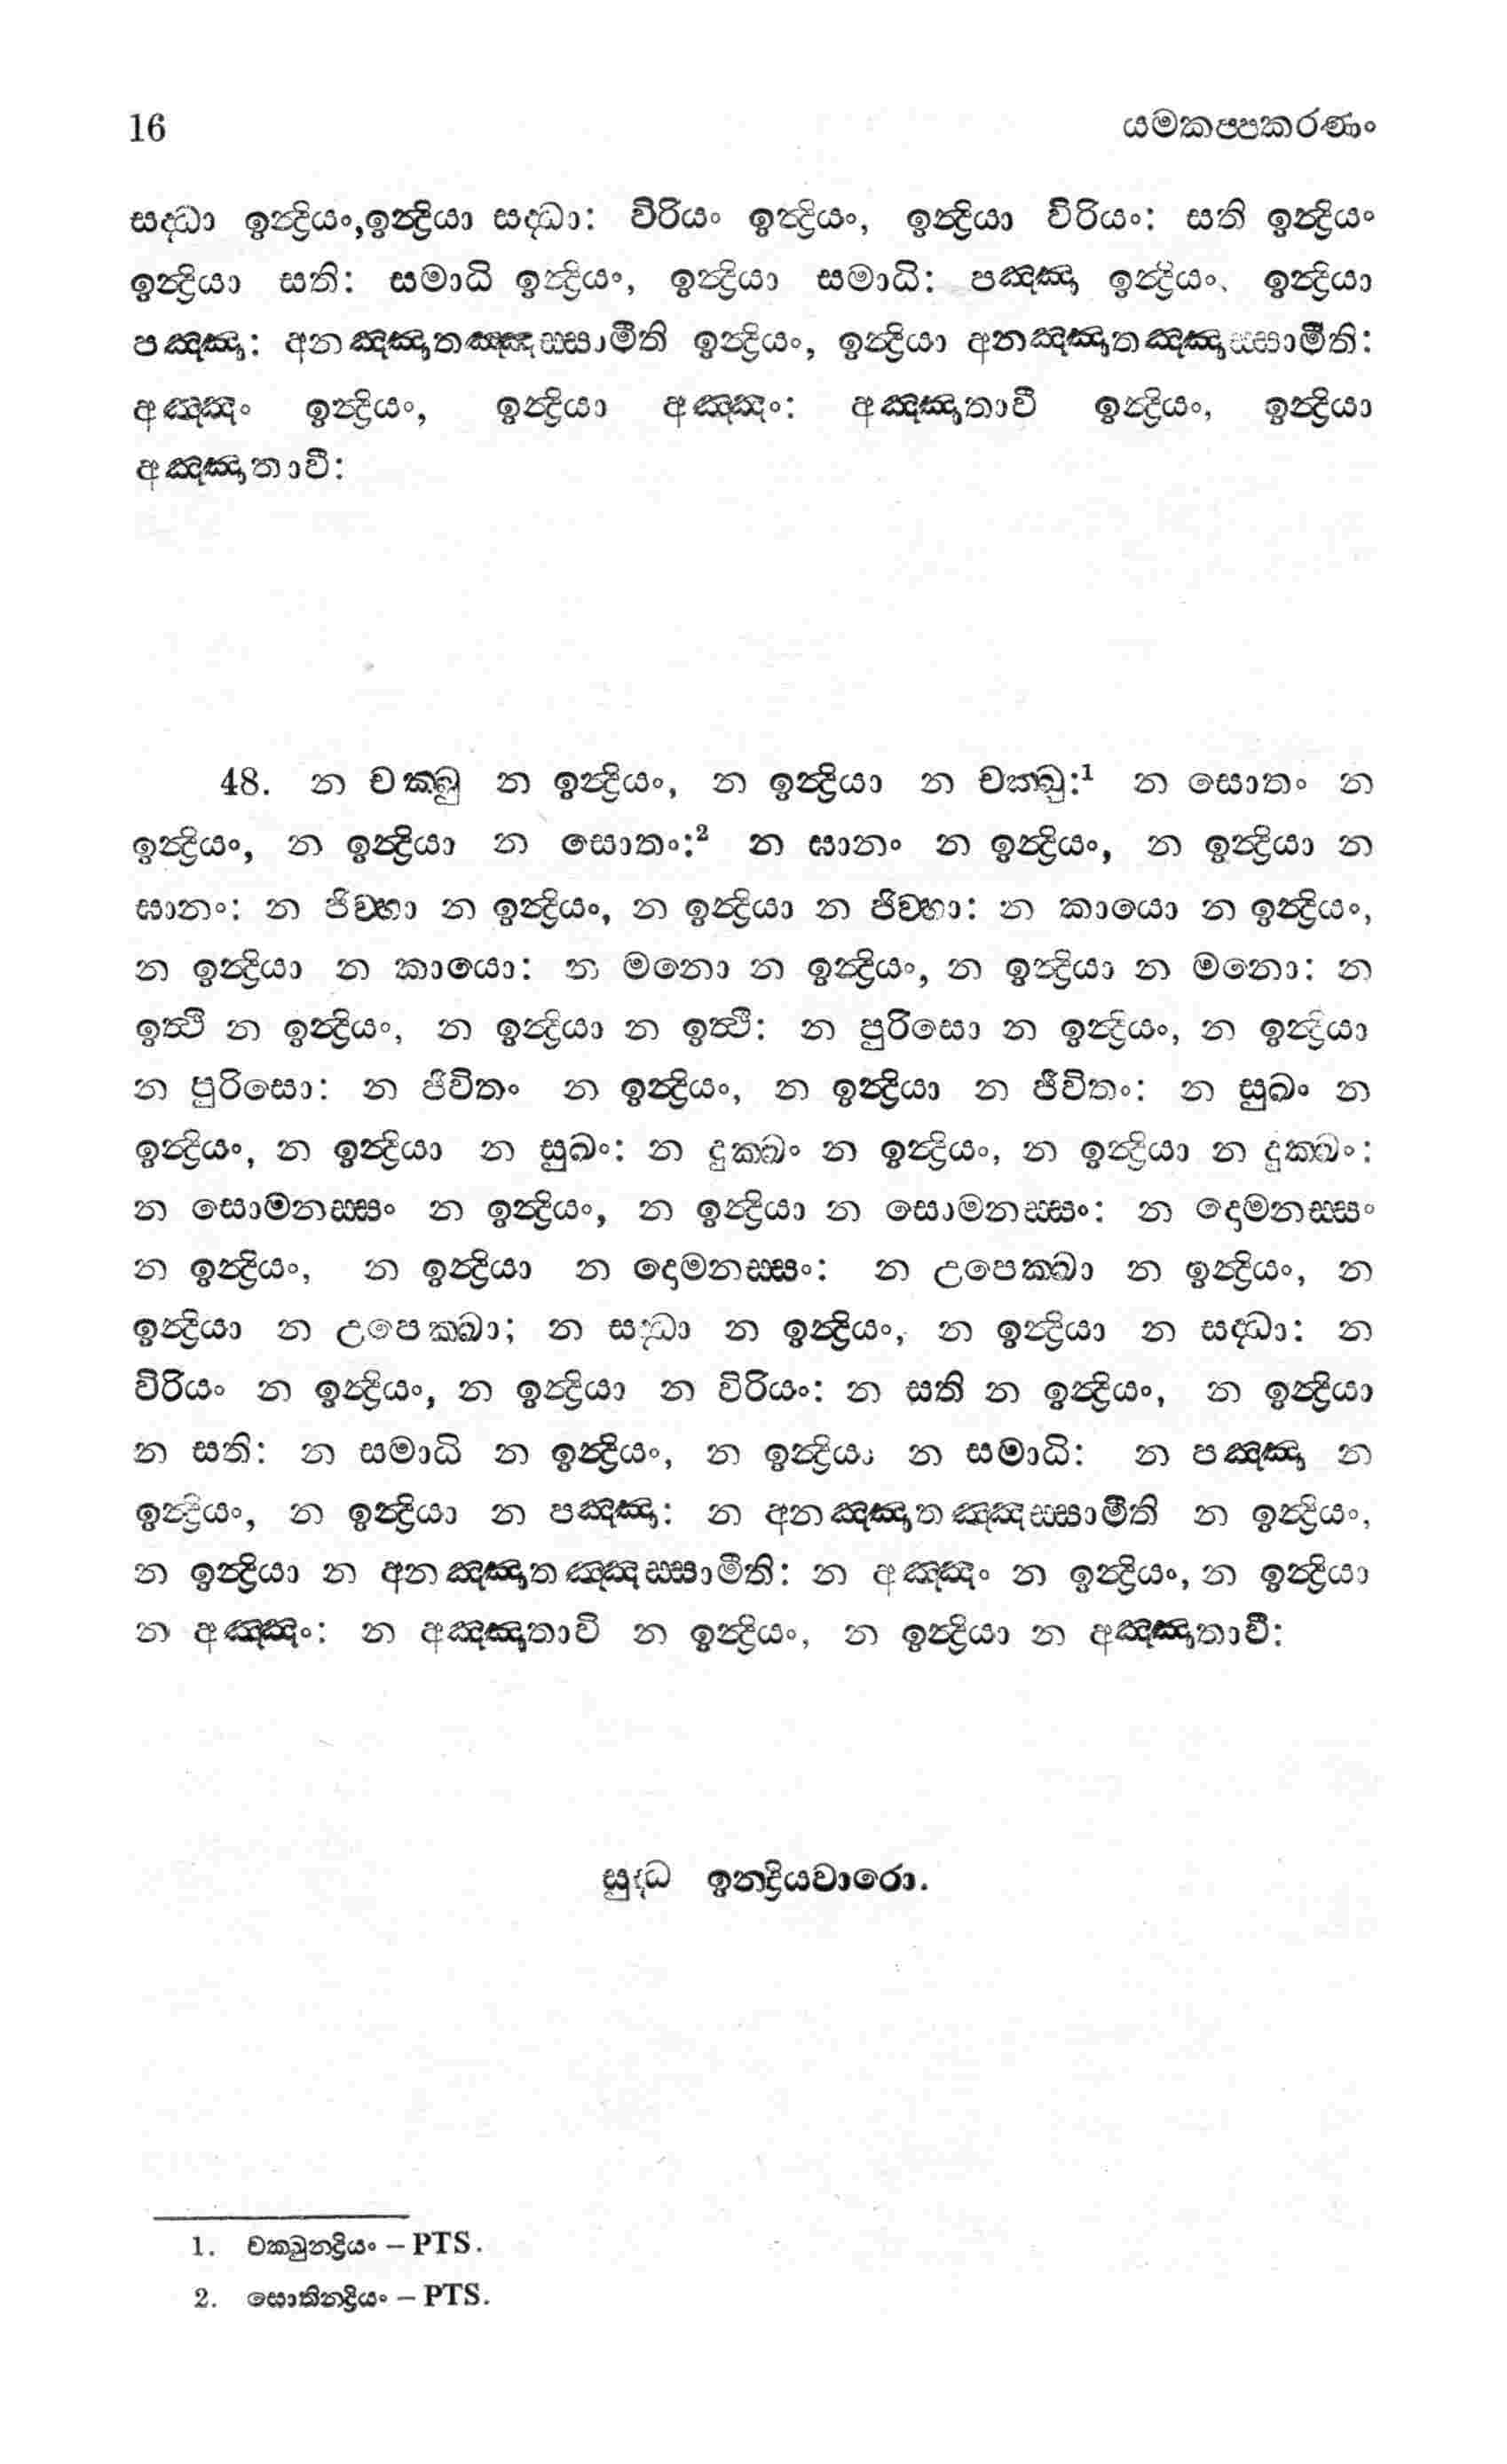 16 යමකප්පකරණං
සද්ධා ඉන්ද්‍රියං,ඉන්ද්‍රියා සද්ධා: විරියං ඉන්ද්‍රියං, ඉන්ද්‍රියා විරියං: සති ඉන්ද්‍රියං
ඉන්ද්‍රියා සති: සමාධි ඉන්ද්‍රියං, ඉන්ද්‍රියා සමාධි: පඤ්ඤා ඉන්ද්‍රියං, ඉන්ද්‍රියා
පඤ්ඤා: අනඤ්ඤාතඤ්ඤස්සාමීති ඉන්ද්‍රියං, ඉන්ද්‍රියා අනඤ්ඤාතඤ්ඤස්සාමීති:
අඤ්ඤං ඉන්ද්‍රියං, ඉන්ද්‍රියා අඤ්ඤං: අඤ්ඤාතාවී ඉන්ද්‍රියං, ඉන්ද්‍රියා
අඤ්ඤාතාවී:
48. න චක්ඛු න ඉන්ද්‍රියං, න ඉන්ද්‍රියා න චක්ඛු:¹ න සොතං න
ඉන්ද්‍රියං, න ඉන්ද්‍රියා න සොතං:² න ඝානං න ඉන්ද්‍රියං, න ඉන්ද්‍රියා න
ඝානං: න ජිව්හා න ඉන්ද්‍රියං, න ඉන්ද්‍රියා න ජිව්හා: න කායො න ඉන්ද්‍රියං,
න ඉන්ද්‍රියා න කායො: න මනො න ඉන්ද්‍රියං, න ඉන්ද්‍රියා න මනො: න
ඉත්ථි න ඉන්ද්‍රියං, න ඉන්ද්‍රියා න ඉත්ථි: න පුරිසො න ඉන්ද්‍රියං, න ඉන්ද්‍රියා
න පුරිසො: න ජීවිතං න ඉන්ද්‍රියං, න ඉන්ද්‍රියා න ජීවිතං: න සුඛං න
ඉන්ද්‍රියං, න ඉන්ද්‍රියා න සුඛං: න දුක්ඛං න ඉන්ද්‍රියං, න ඉන්ද්‍රියා න දුක්ඛං:
න සොමනස්සං න ඉන්ද්‍රියං, න ඉන්ද්‍රියා න සොමනස්සං: න දොමනස්සං
න ඉන්ද්‍රියං, න ඉන්ද්‍රියා න දොමනස්සං: න උපෙක්ඛා න ඉන්ද්‍රියං, න
ඉන්ද්‍රියා න උපෙක්ඛා; න සද්ධා න ඉන්ද්‍රියං, න ඉන්ද්‍රියා න සද්ධා: න
විරියං න ඉන්ද්‍රියං, න ඉන්ද්‍රියා න විරියං: න සති න ඉන්ද්‍රියං, න ඉන්ද්‍රියා
න සති: න සමාධි න ඉන්ද්‍රියං, න ඉන්ද්‍රියා න සමාධි: න පඤ්ඤා න
ඉන්ද්‍රියං, න ඉන්ද්‍රියා න පඤ්ඤා: න අනඤ්ඤාතඤ්ඤස්සාමීති න ඉන්ද්‍රියං,
න ඉන්ද්‍රියා න අනඤ්ඤාතඤ්ඤස්සාමීති: න අඤ්ඤං න ඉන්ද්‍රියං, න ඉන්ද්‍රියා
න අඤ්ඤං: න අඤ්ඤාතාවි න ඉන්ද්‍රියං, න ඉන්ද්‍රියා න අඤ්ඤාතාවී:
සුද්ධ ඉන්ද්‍රියවාරො.
1. චක්ඛුන්ද්‍රියං – PTS.
2. සොතින්ද්‍රියං – PTS.